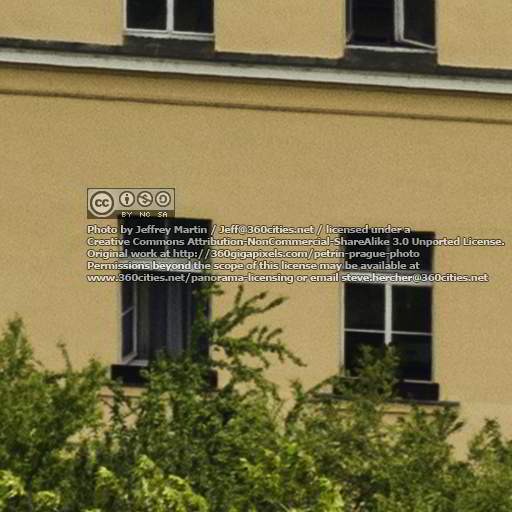 cc BY NC SA
Photo by Jeffrey Martin / Jeff@360cities.net / licensed under a
Creative Commons Attribution-NonCommercial-ShareAlike 3.0 Unported License.
Original work at http://360gigapixels.com/petrin-prague-photo
Permissions beyond the scope of this license may be available at
www.360cities.net/panorama-licensing or email steve.hercher@360cities.net